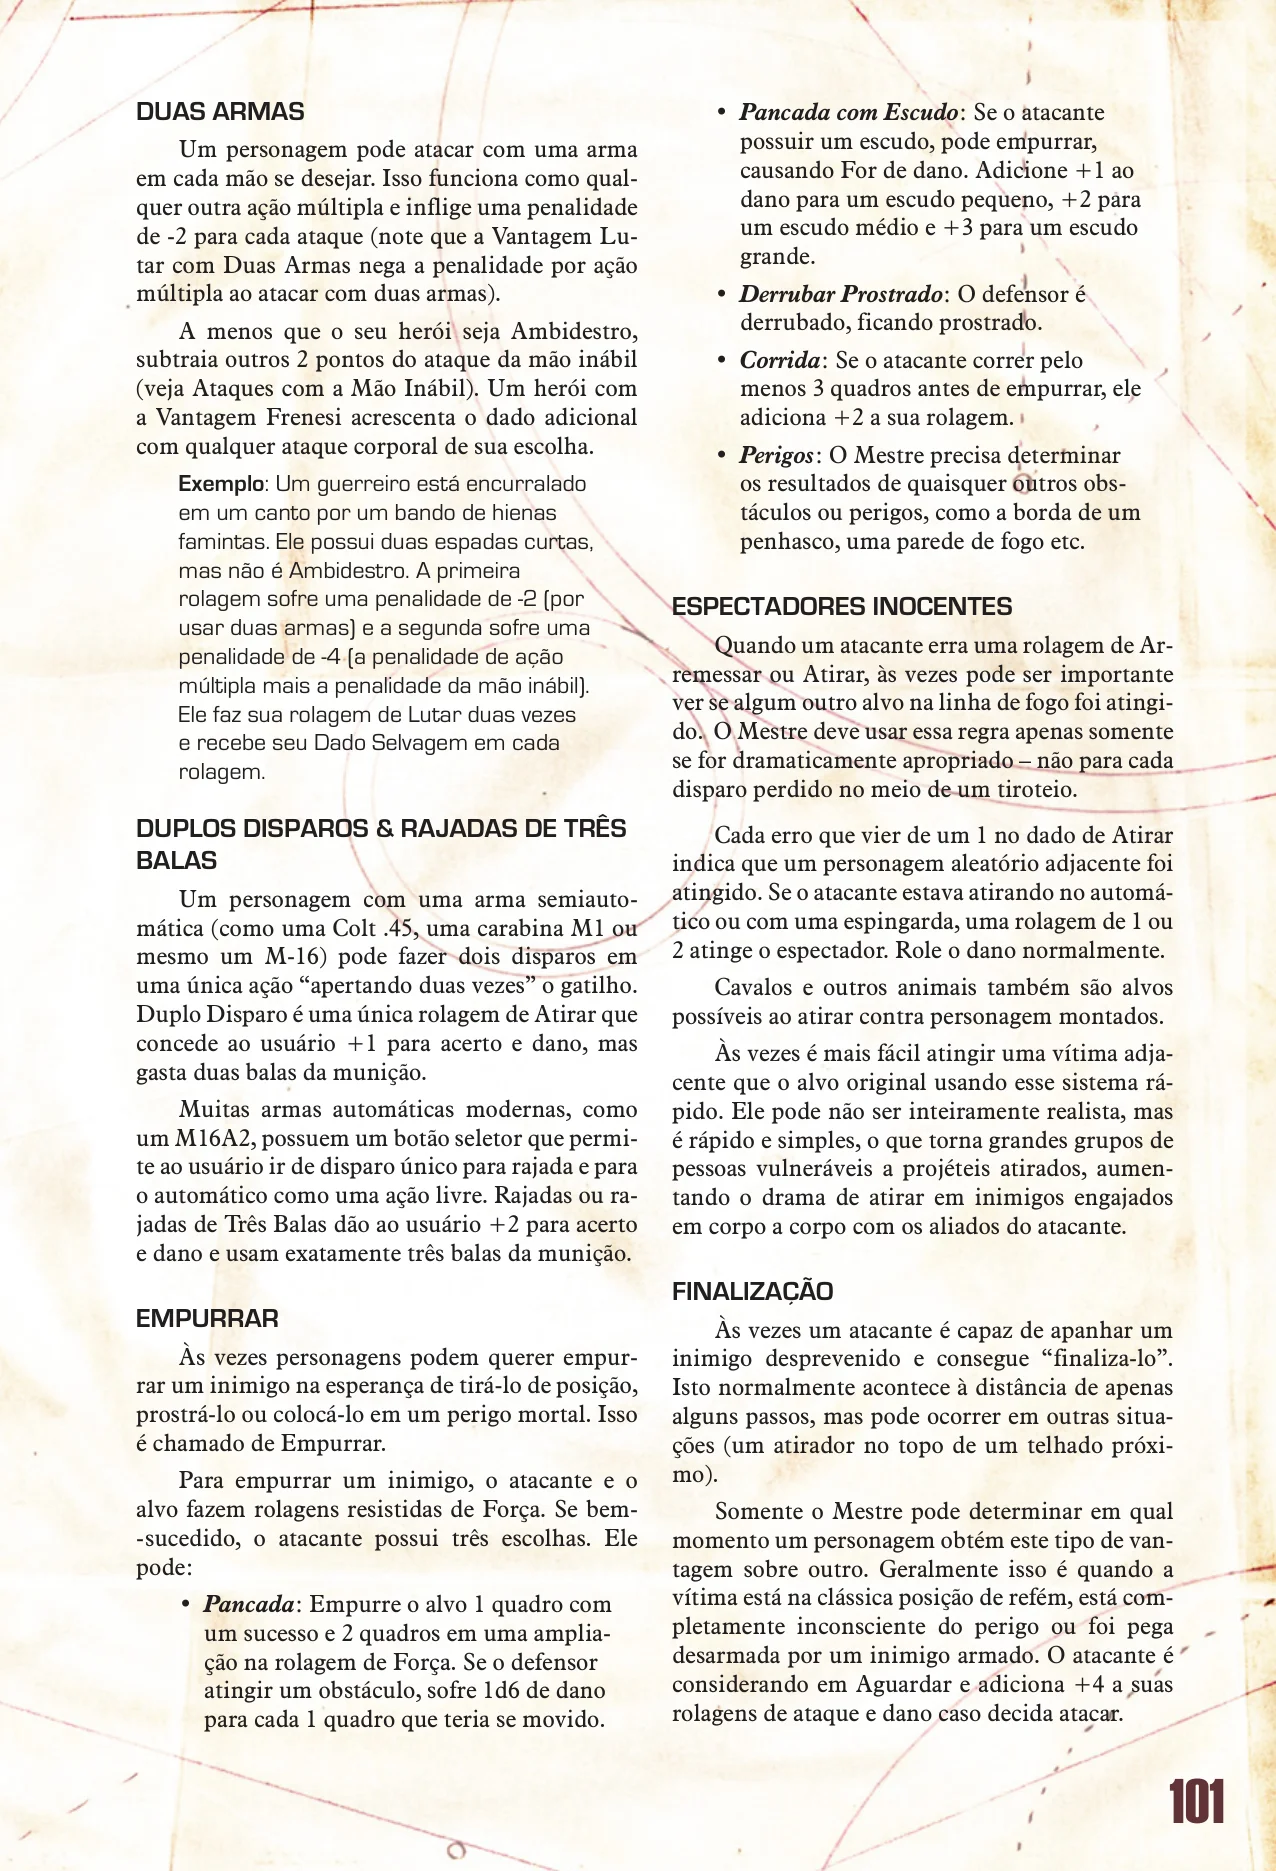 DUAS ARMAS
Um personagem pode atacar com uma arma
em cada mão se desejar. Isso funciona como qual-
quer outra ação múltipla e inflige uma penalidade
de -2 para cada ataque (note que a Vantagem Lu-
tar com Duas Armas nega a penalidade por ação
múltipla ao atacar com duas armas).
A menos que o seu herói seja Ambidestro,
subtraia outros 2 pontos do ataque da mão inábil
(veja Ataques com a Mão Inábil). Um herói com
a Vantagem Frenesi acrescenta o dado adicional
com qualquer ataque corporal de sua escolha.
Exemplo: Um guerreiro está encurralado
em um canto por um bando de hienas
famintas. Ele possui duas espadas curtas,
mas não é Ambidestro. A primeira
rolagem sofre uma penalidade de -2 (por
usar duas armas) e a segunda sofre uma
penalidade de -4 (a penalidade de ação
múltipla mais a penalidade da mão inábil).
Ele faz sua rolagem de Lutar duas vezes
e recebe seu Dado Selvagem em cada
rolagem.
DUPLOS DISPAROS & RAJADAS DE TRÊS
BALAS
Um personagem com uma arma semiauto-
mática (como uma Colt .45, uma carabina M1 ou
mesmo um M-16) pode fazer dois disparos em
uma única ação “apertando duas vezes” o gatilho.
Duplo Disparo é uma única rolagem de Atirar que
concede ao usuário +1 para acerto e dano, mas
gasta duas balas da munição.
Muitas armas automáticas modernas, como
um M16A2, possuem um botão seletor que permi-
te ao usuário ir de disparo único para rajada e para
o automático como uma ação livre. Rajadas ou ra-
jadas de Três Balas dão ao usuário +2 para acerto
e dano e usam exatamente três balas da munição.
EMPURRAR
Às vezes personagens podem querer empur-
rar um inimigo na esperança de tirá-lo de posição,
prostrá-lo ou colocá-lo em um perigo mortal. Isso
é chamado de Empurrar.
Para empurrar um inimigo, o atacante e o
alvo fazem rolagens resistidas de Força. Se bem-
-sucedido, o atacante possui três escolhas. Ele
pode:
• Pancada: Empurre o alvo 1 quadro com
um sucesso e 2 quadros em uma amplia-
ção na rolagem de Força. Se o defensor
atingir um obstáculo, sofre 1d6 de dano
para cada 1 quadro que teria se movido.
• Pancada com Escudo: Se o atacante
possuir um escudo, pode empurrar,
causando For de dano. Adicione +1 ao
dano para um escudo pequeno, +2 para
um escudo médio e +3 para um escudo
grande.
• Derrubar Prostrado: O defensor é
derrubado, ficando prostrado.
• Corrida: Se o atacante correr pelo
menos 3 quadros antes de empurrar, ele
adiciona +2 a sua rolagem.
• Perigos: O Mestre precisa determinar
os resultados de quaisquer outros obs-
táculos ou perigos, como a borda de um
penhasco, uma parede de fogo etc.
ESPECTADORES INOCENTES
Quando um atacante erra uma rolagem de Ar-
remessar ou Atirar, às vezes pode ser importante
ver se algum outro alvo na linha de fogo foi atingi-
do. O Mestre deve usar essa regra apenas somente
se for dramaticamente apropriado – não para cada
disparo perdido no meio de um tiroteio.
Cada erro que vier de um 1 no dado de Atirar
indica que um personagem aleatório adjacente foi
atingido. Se o atacante estava atirando no automá-
tico ou com uma espingarda, uma rolagem de 1 ou
2 atinge o espectador. Role o dano normalmente.
Cavalos e outros animais também são alvos
possíveis ao atirar contra personagem montados.
Às vezes é mais fácil atingir uma vítima adja-
cente que o alvo original usando esse sistema rá-
pido. Ele pode não ser inteiramente realista, mas
é rápido e simples, o que torna grandes grupos de
pessoas vulneráveis a projéteis atirados, aumen-
tando o drama de atirar em inimigos engajados
em corpo a corpo com os aliados do atacante.
FINALIZAÇÃO
Às vezes um atacante é capaz de apanhar um
inimigo desprevenido e consegue “finaliza-lo”.
Isto normalmente acontece à distância de apenas
alguns passos, mas pode ocorrer em outras situa-
ções (um atirador no topo de um telhado próxi-
mo).
Somente o Mestre pode determinar em qual
momento um personagem obtém este tipo de van-
tagem sobre outro. Geralmente isso é quando a
vítima está na clássica posição de refém, está com-
pletamente inconsciente do perigo ou foi pega
desarmada por um inimigo armado. O atacante é
considerando em Aguardar e adiciona +4 a suas
rolagens de ataque e dano caso decida atacar.
101